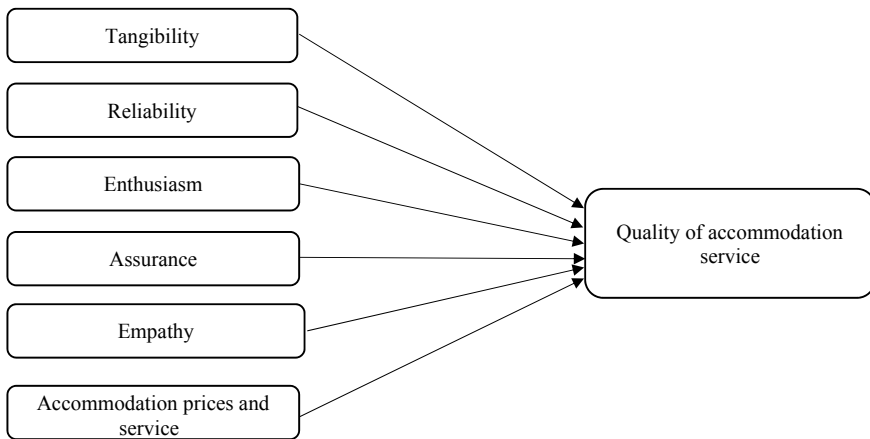 Tangibility
Reliability
Enthusiasm
Assurance
Empathy
Accommodation prices and
service
Quality of accommodation
service